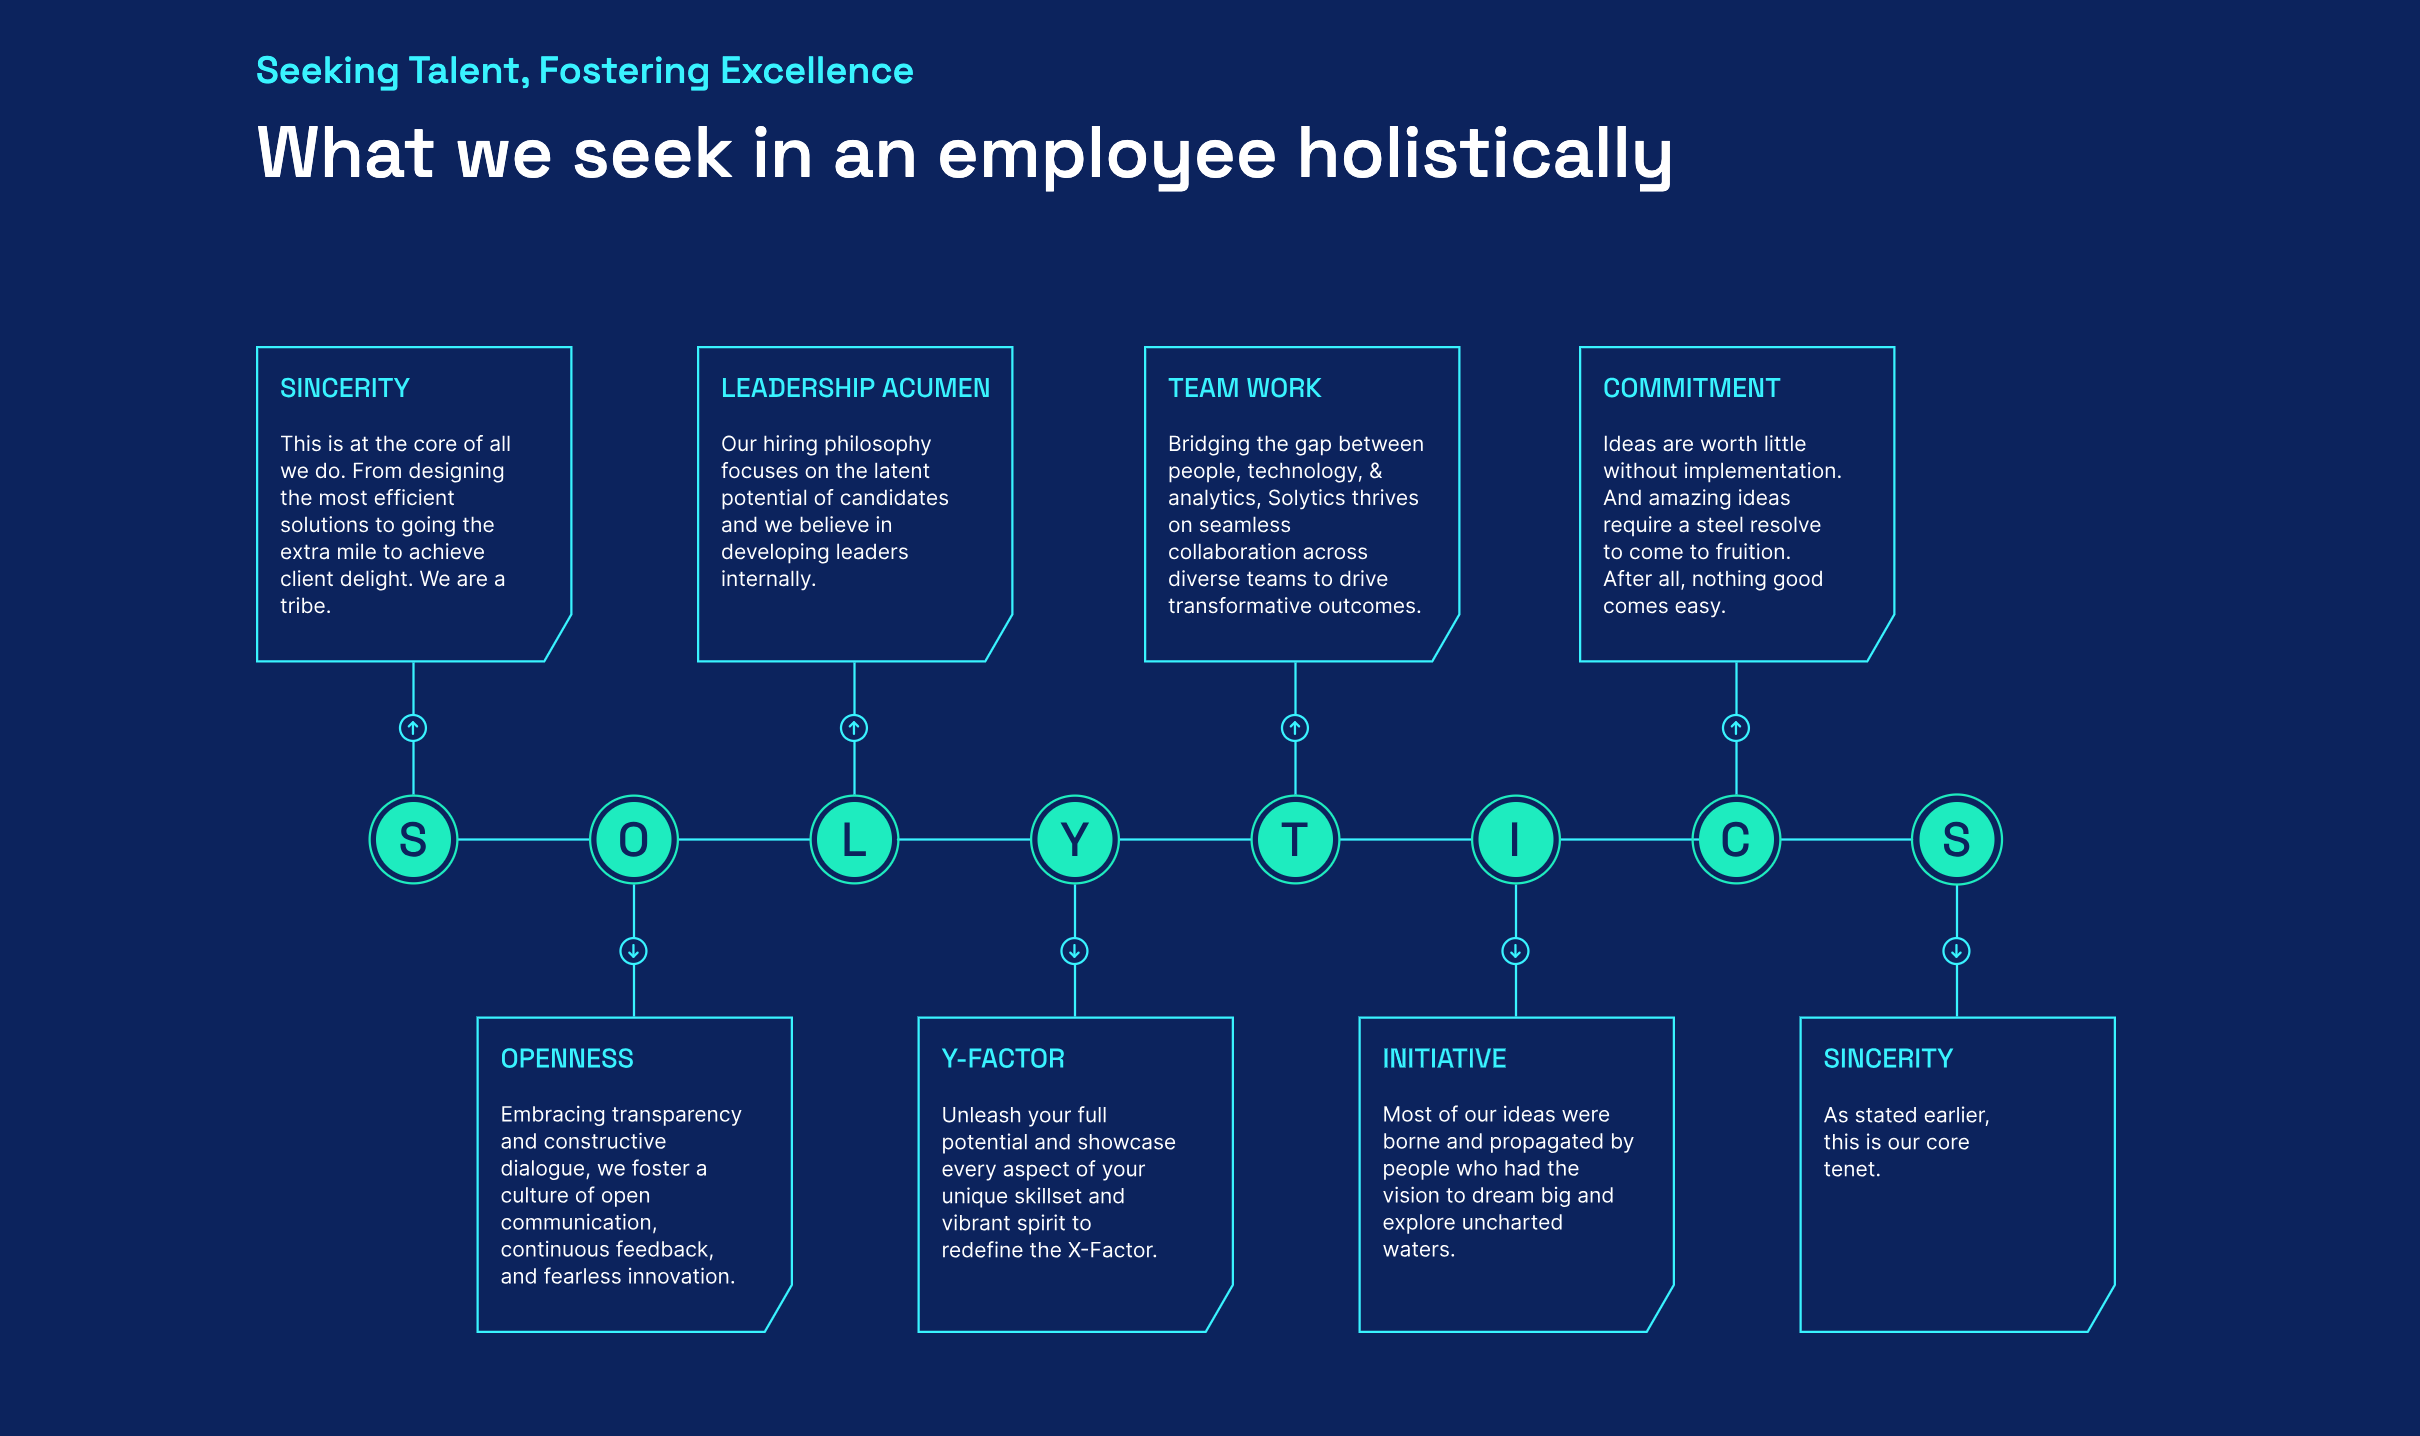 Seeking Talent, Fostering Excellence
What we seek in an employee holistically
SINCERITY
This is at the core of all
we do. From designing
the most efficient
solutions to going the
extra mile to achieve
client delight. We are a
tribe.
LEADERSHIP ACUMEN
Our hiring philosophy
focuses on the latent
potential of candidates
and we believe in
developing leaders
internally.
TEAM WORK
Bridging the gap between
people, technology, &
analytics, Solytics thrives
on seamless
collaboration across
diverse teams to drive
transformative outcomes.
COMMITMENT
Ideas are worth little
without implementation.
And amazing ideas
require a steel resolve
to come to fruition.
After all, nothing good
comes easy.
S O L Y T I C S
OPENNESS
Embracing transparency
and constructive
dialogue, we foster a
culture of open
communication,
continuous feedback,
and fearless innovation.
Y-FACTOR
Unleash your full
potential and showcase
every aspect of your
unique skillset and
vibrant spirit to
redefine the X-Factor.
INITIATIVE
Most of our ideas were
borne and propagated by
people who had the
vision to dream big and
explore uncharted
waters.
SINCERITY
As stated earlier,
this is our core
tenet.